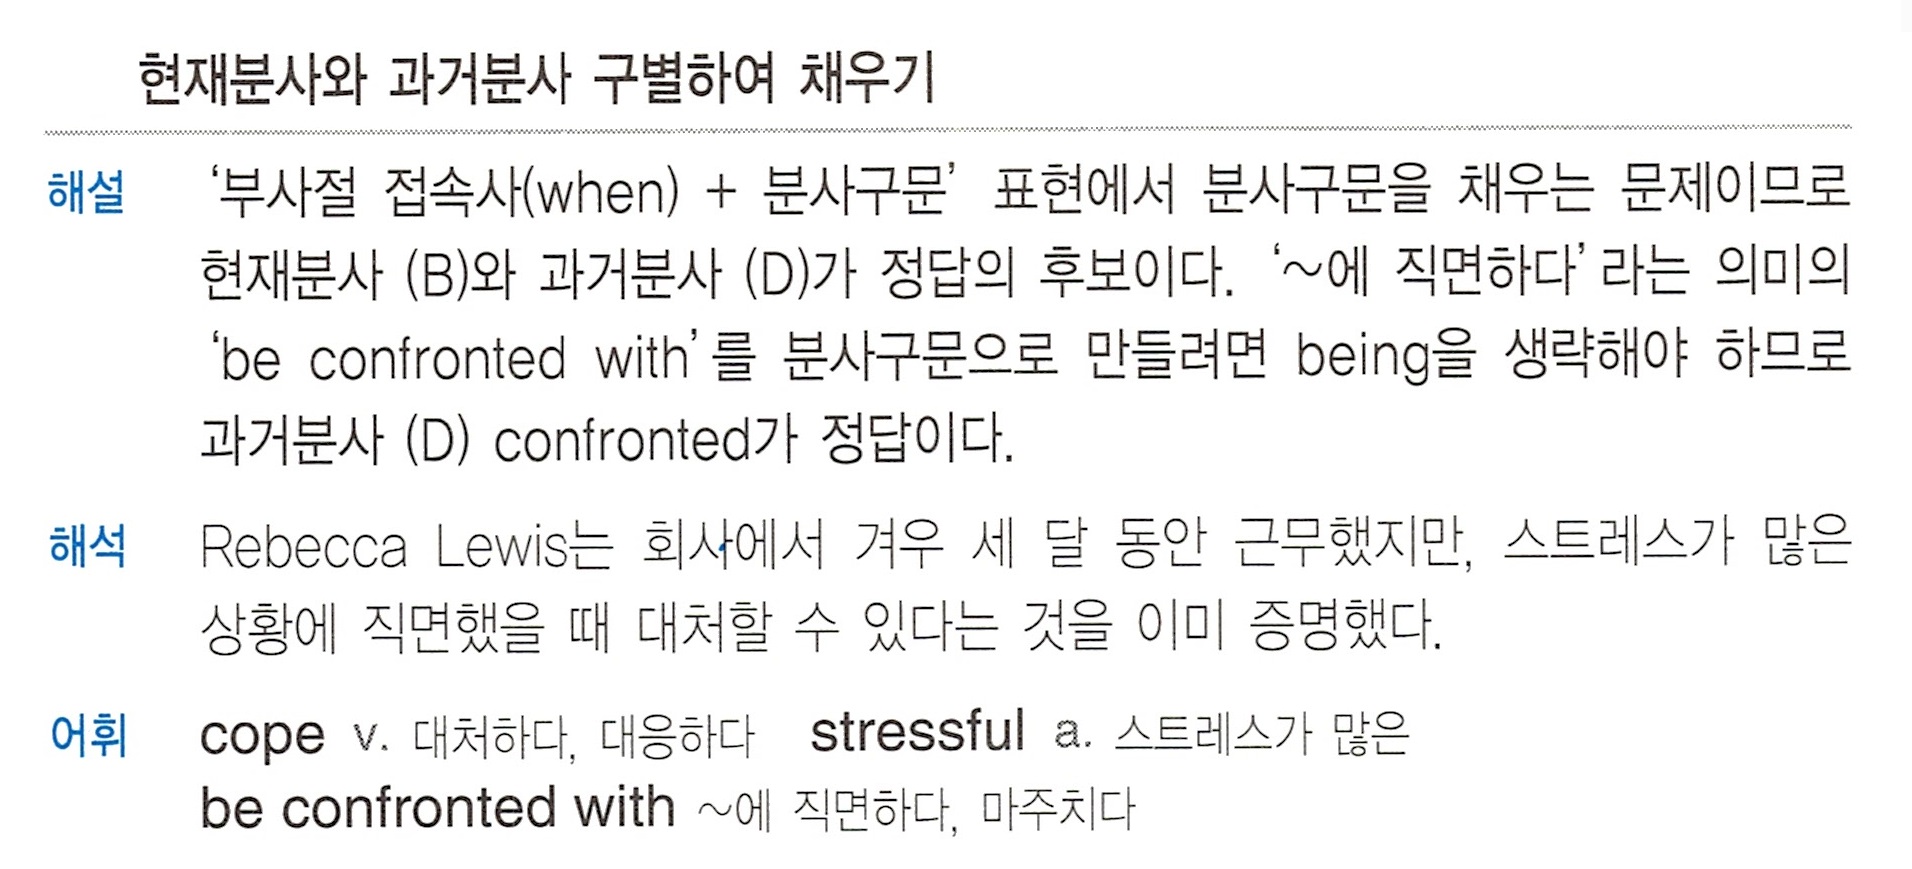 현재분사와 과거분사 구별하여 채우기
해설 ‘부사절 접속사(when) + 분사구문’ 표현에서 분사구문을 채우는 문제이므로
현재분사 (B)와 과거분사 (D)가 정답의 후보이다. ‘~에 직면하다’라는 의미의
‘be confronted with’를 분사구문으로 만들려면 being을 생략해야 하므로
과거분사 (D) confronted가 정답이다.
해석 Rebecca Lewis는 회사에서 겨우 세 달 동안 근무했지만, 스트레스가 많은
상황에 직면했을 때 대처할 수 있다는 것을 이미 증명했다.
어휘 cope v. 대처하다, 대응하다 stressful a. 스트레스가 많은
be confronted with ~에 직면하다, 마주치다